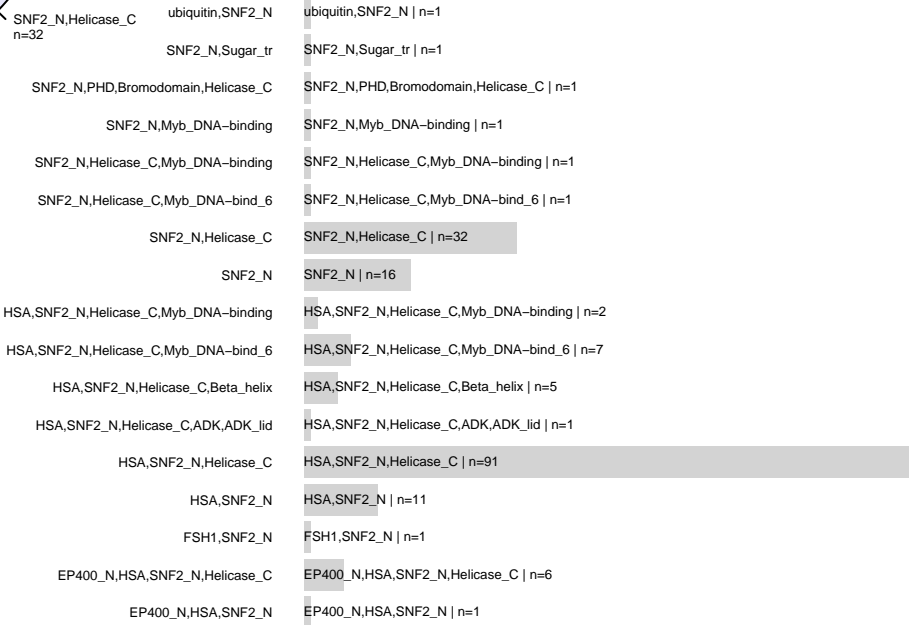 SNF2_N,Helicase_C
n=32
ubiquitin,SNF2_N ubiquitin,SNF2_N | n=1
SNF2_N,Sugar_tr SNF2_N,Sugar_tr | n=1
SNF2_N,PHD,Bromodomain,Helicase_C SNF2_N,PHD,Bromodomain,Helicase_C | n=1
SNF2_N,Myb_DNA−binding SNF2_N,Myb_DNA−binding | n=1
SNF2_N,Helicase_C,Myb_DNA−binding SNF2_N,Helicase_C,Myb_DNA−binding | n=1
SNF2_N,Helicase_C,Myb_DNA−bind_6 SNF2_N,Helicase_C,Myb_DNA−bind_6 | n=1
SNF2_N,Helicase_C SNF2_N,Helicase_C | n=32
SNF2_N SNF2_N | n=16
HSA,SNF2_N,Helicase_C,Myb_DNA−binding HSA,SNF2_N,Helicase_C,Myb_DNA−binding | n=2
HSA,SNF2_N,Helicase_C,Myb_DNA−bind_6 HSA,SNF2_N,Helicase_C,Myb_DNA−bind_6 | n=7
HSA,SNF2_N,Helicase_C,Beta_helix HSA,SNF2_N,Helicase_C,Beta_helix | n=5
HSA,SNF2_N,Helicase_C,ADK,ADK_lid HSA,SNF2_N,Helicase_C,ADK,ADK_lid | n=1
HSA,SNF2_N,Helicase_C HSA,SNF2_N,Helicase_C | n=91
HSA,SNF2_N HSA,SNF2_N | n=11
FSH1,SNF2_N FSH1,SNF2_N | n=1
EP400_N,HSA,SNF2_N,Helicase_C EP400_N,HSA,SNF2_N,Helicase_C | n=6
EP400_N,HSA,SNF2_N EP400_N,HSA,SNF2_N | n=1